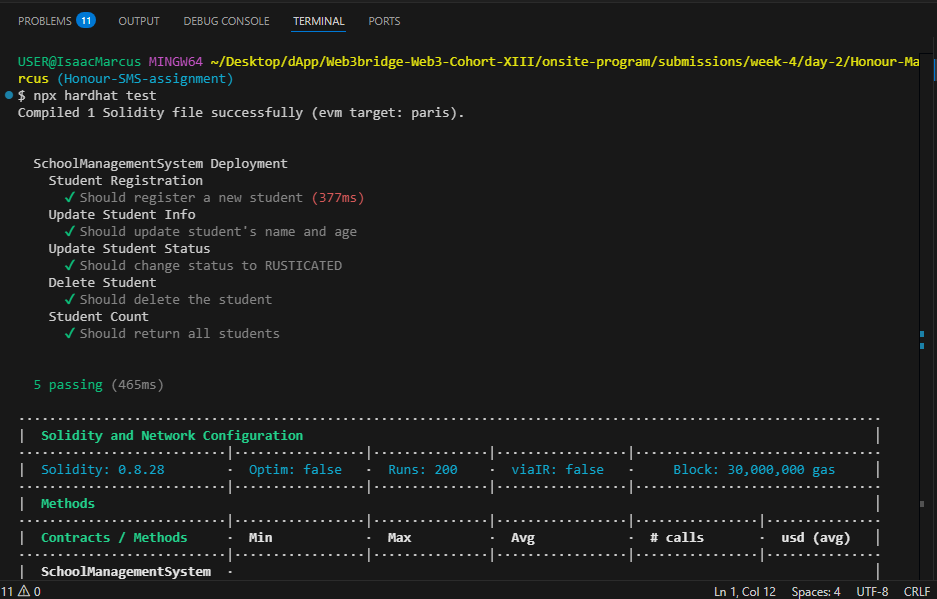 PROBLEMS 11 OUTPUT DEBUG CONSOLE TERMINAL PORTS
USER@IsaacMarcus MINGW64 ~/Desktop/dApp/Web3bridge-Web3-Cohort-XIII/onsite-program/submissions/week-4/day-2/Honour-Ma
rcus (Honour-SMS-assignment)
$ npx hardhat test
Compiled 1 Solidity file successfully (evm target: paris).
SchoolManagementSystem Deployment
Student Registration
✓ Should register a new student (377ms)
Update Student Info
✓ Should update student's name and age
Update Student Status
✓ Should change status to RUSTICATED
Delete Student
✓ Should delete the student
Student Count
✓ Should return all students
5 passing (465ms)
| Solidity and Network Configuration |
| Solidity: 0.8.28 · Optim: false · Runs: 200 · viaIR: false · Block: 30,000,000 gas |
| Methods |
| Contracts / Methods · Min · Max · Avg · # calls · usd (avg) |
| SchoolManagementSystem · |
11 ⚠ 0 Ln 1, Col 12 Spaces: 4 UTF-8 CRLF